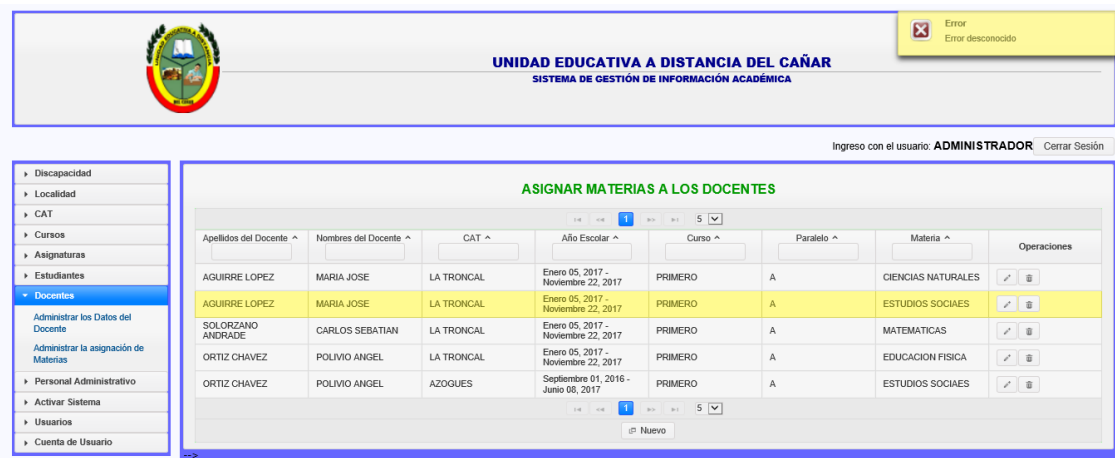 Error
Error desconocido
UNIDAD EDUCATIVA A DISTANCIA
DEL CAÑAR
UNIDAD EDUCATIVA A DISTANCIA DEL CAÑAR
SISTEMA DE GESTIÓN DE INFORMACIÓN ACADÉMICA
Ingreso con el usuario: ADMINISTRADOR Cerrar Sesiòn
Discapacidad
Localidad
CAT
Cursos
Asignaturas
Estudiantes
Docentes
Administrar los Datos del
Docente
Administrar la asignación de
Materias
Personal Administrativo
Activar Sistema
Usuarios
Cuenta de Usuario
ASIGNAR MATERIAS A LOS DOCENTES
1 5
Apellidos del Docente Nombres del Docente CAT Año Escolar Curso Paralelo Materia Operaciones
AGUIRRE LOPEZ MARIA JOSE LA TRONCAL Enero 05, 2017 - Noviembre 22, 2017 PRIMERO A CIENCIAS NATURALES
AGUIRRE LOPEZ MARIA JOSE LA TRONCAL Enero 05, 2017 - Noviembre 22, 2017 PRIMERO A ESTUDIOS SOCIAES
SOLORZANO ANDRADE CARLOS SEBATIAN LA TRONCAL Enero 05, 2017 - Noviembre 22, 2017 PRIMERO A MATEMATICAS
ORTIZ CHAVEZ POLIVIO ANGEL LA TRONCAL Enero 05, 2017 - Noviembre 22, 2017 PRIMERO A EDUCACION FISICA
ORTIZ CHAVEZ POLIVIO ANGEL AZOGUES Septiembre 01, 2016 - Junio 08, 2017 PRIMERO A ESTUDIOS SOCIAES
1 5
Nuevo
-->